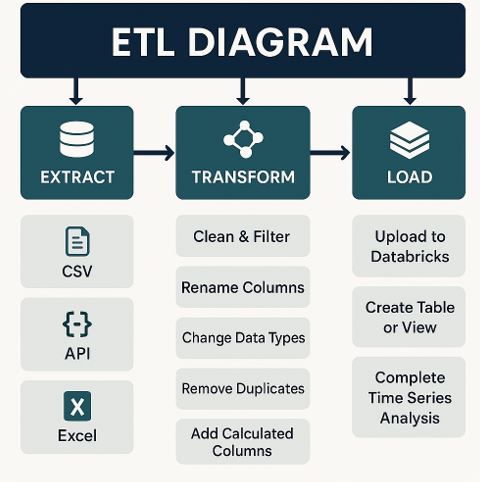 ETL DIAGRAM
EXTRACT
TRANSFORM
LOAD
CSV
{-} API
X
Excel
Clean & Filter
Rename Columns
Change Data Types
Remove Duplicates
Add Calculated
Columns
Upload to
Databricks
Create Table
or View
Complete
Time Series
Analysis